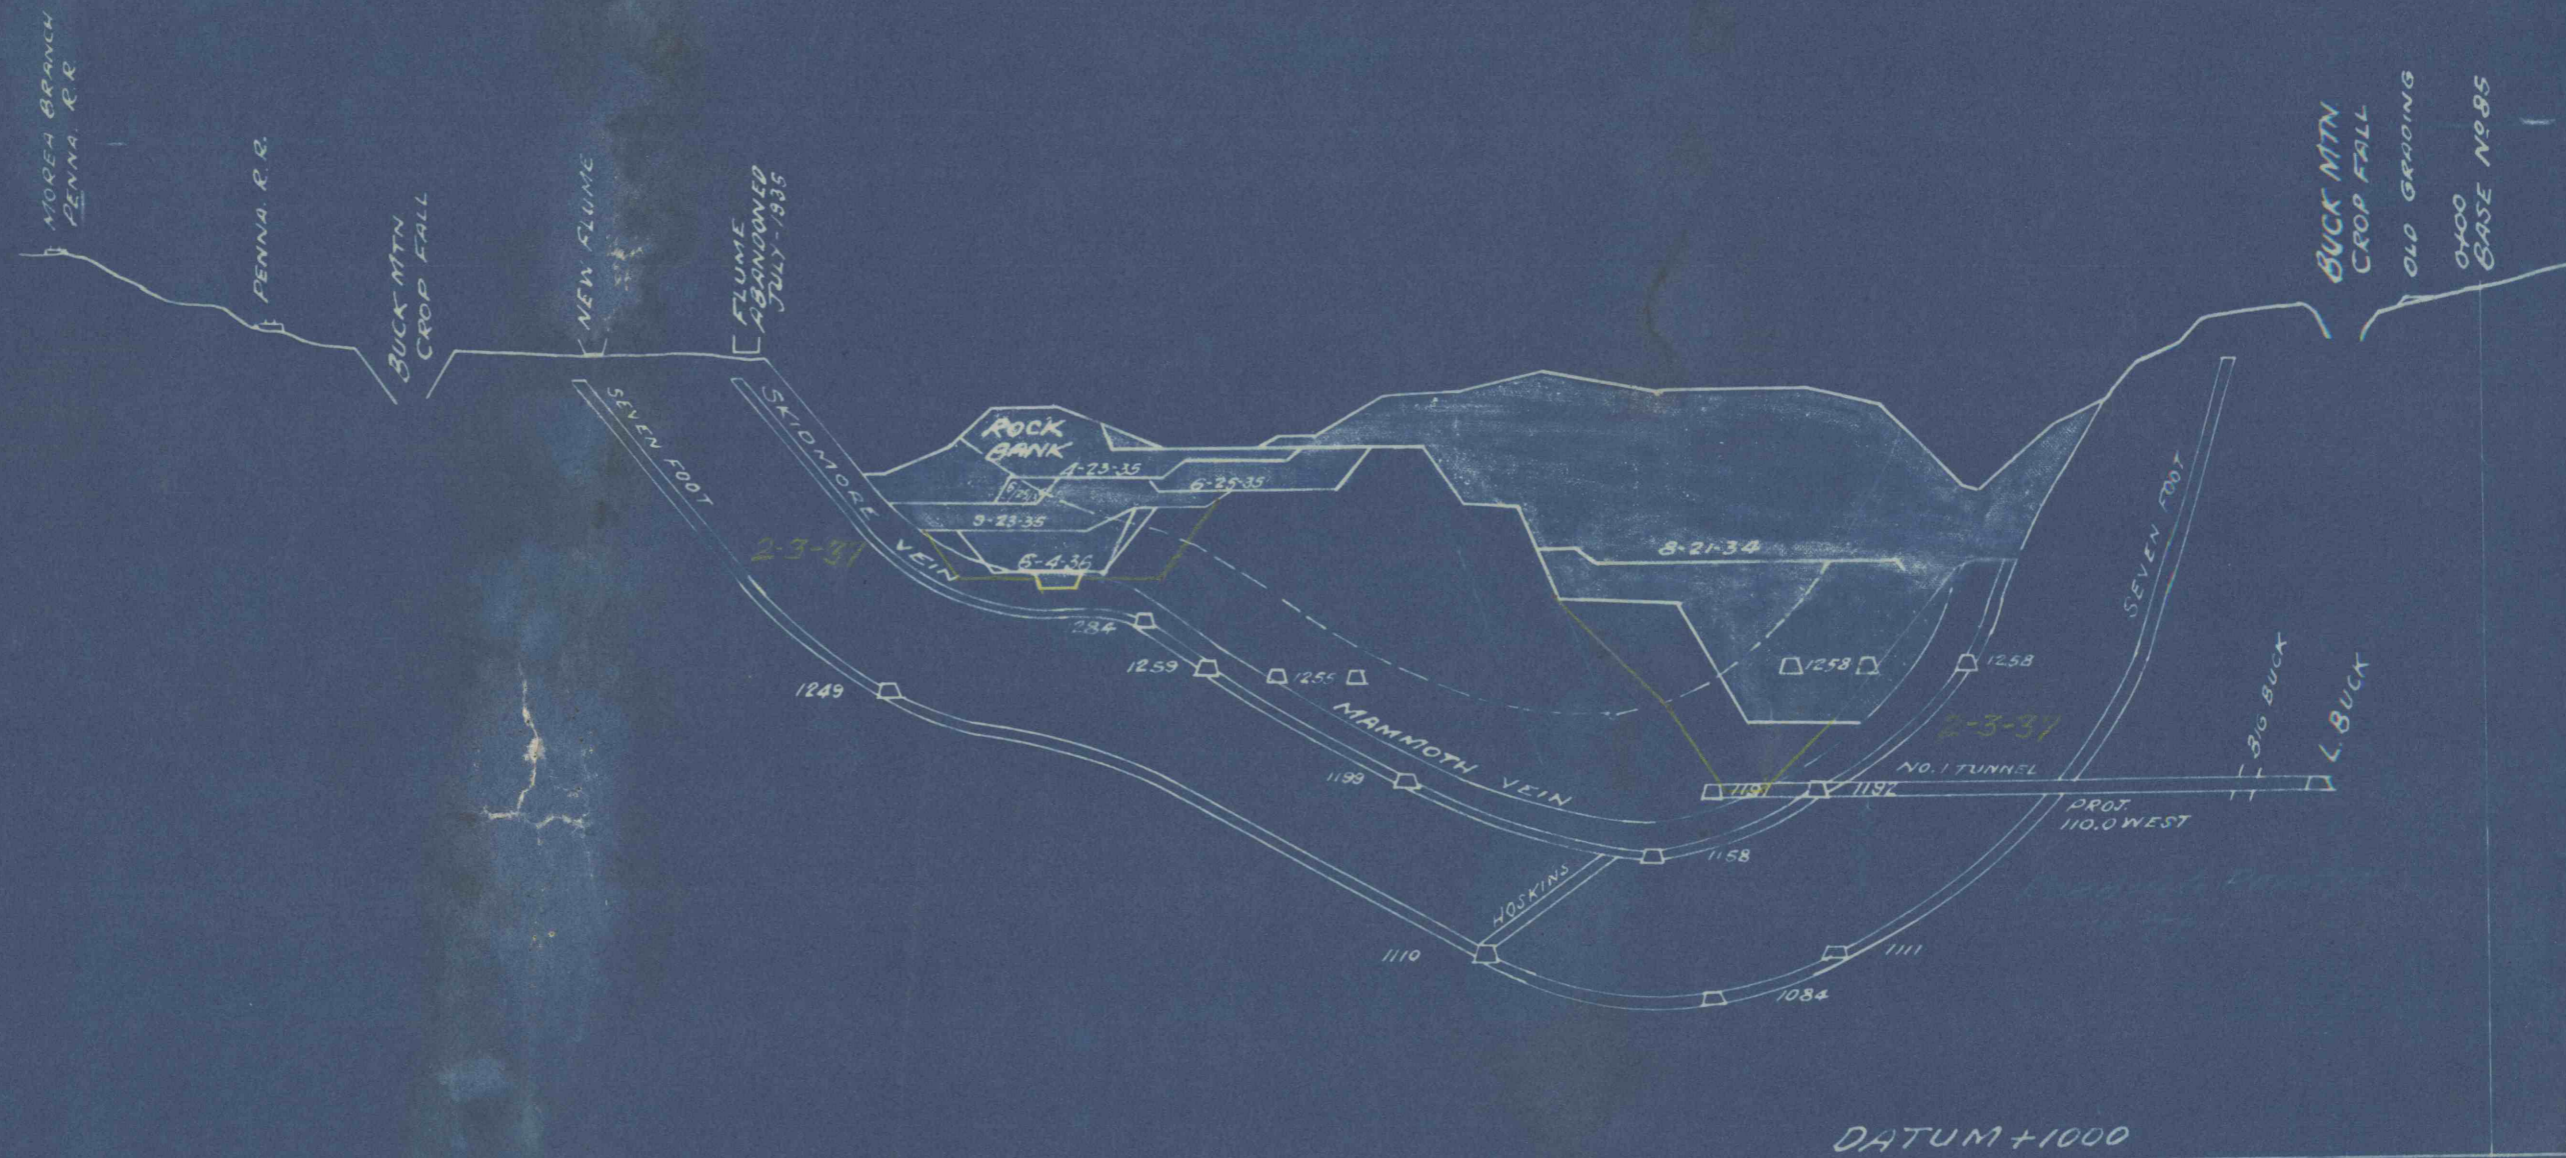 MOREA BRANCH
PENNA. R.R.
PENNA. R.R.
BUCK MTN
CROP FALL
NEW FLUME
FLUME
ABANDONED
JULY-1935
BUCK MTN
CROP FALL
OLD GRADING
0+00
BASE Nº 85
SEVEN FOOT
SKIDMORE VEIN
ROCK
BANK
4-23-35
6-25-35
9-23-35
6-4-36
8-21-34
2-3-37
284
1259
1255
1258
1258
1249
MAMMOTH VEIN
SEVEN FOOT
2-3-37
BIG BUCK
L. BUCK
1199
1197
1192
NO. 1 TUNNEL
PROJ.
110.0 WEST
1158
HOSKINS
1110
1111
1084
DATUM +1000